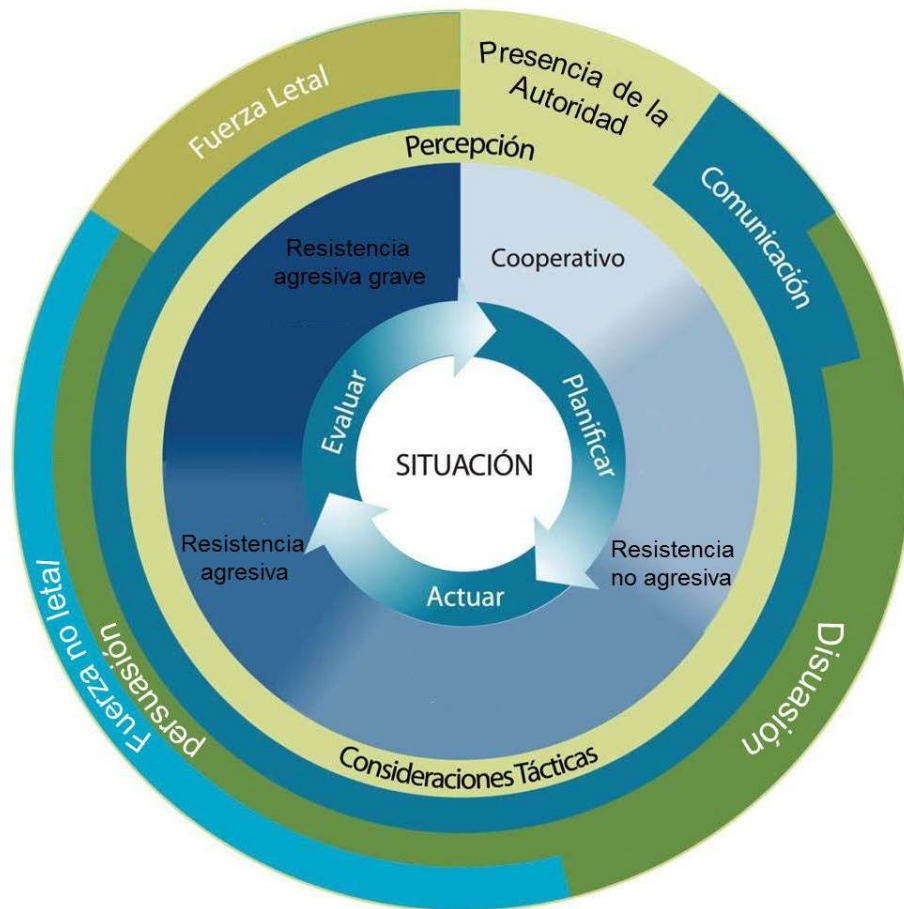 Fuerza Letal
Presencia de la
Autoridad
Comunicación
Percepción
Resistencia
agresiva grave
Cooperativo
Evaluar
Planificar
SITUACIÓN
Resistencia
agresiva
Resistencia
no agresiva
Actuar
Fuerza no letal
persuasión
Disuasión
Consideraciones Tácticas